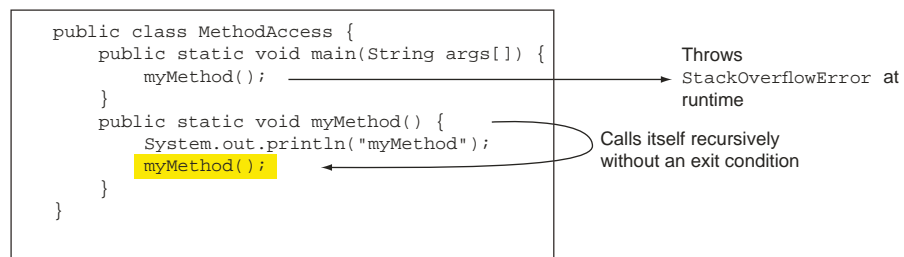 public class MethodAccess {
public static void main(String args[]) {
myMethod();
}
public static void myMethod() {
System.out.println("myMethod");
myMethod();
}
}
Throws
StackOverflowError at
runtime
Calls itself recursively
without an exit condition